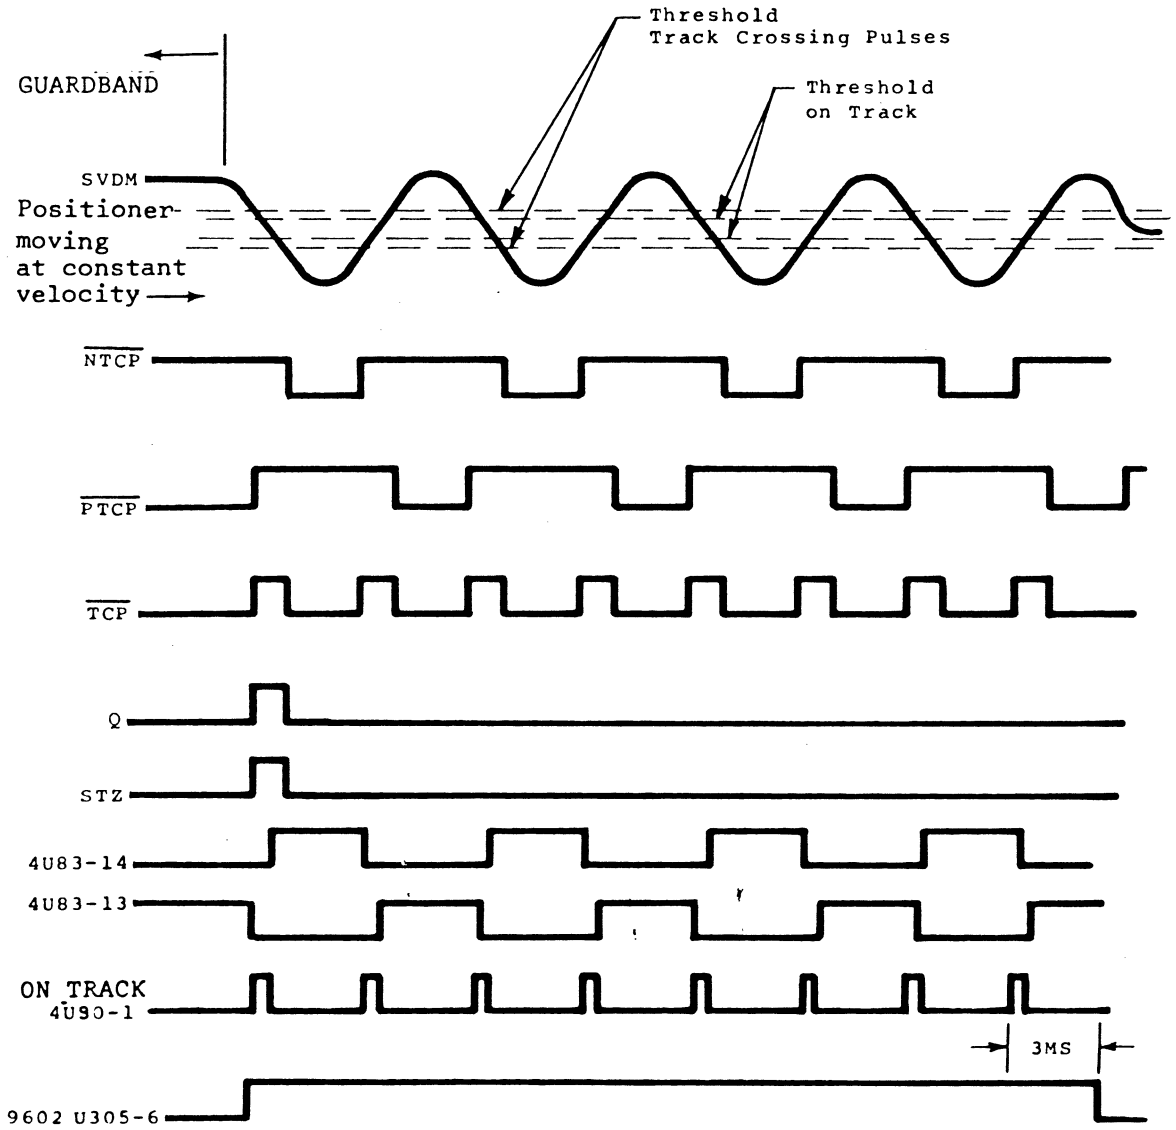 Threshold
Track Crossing Pulses
GUARDBAND
Threshold
on Track
SVDM
Positioner-
moving
at constant
velocity
NTCP
PTCP
TCP
Q
STZ
4U83-14
4U83-13
ON TRACK
4U90-1
3MS
9602 U305-6